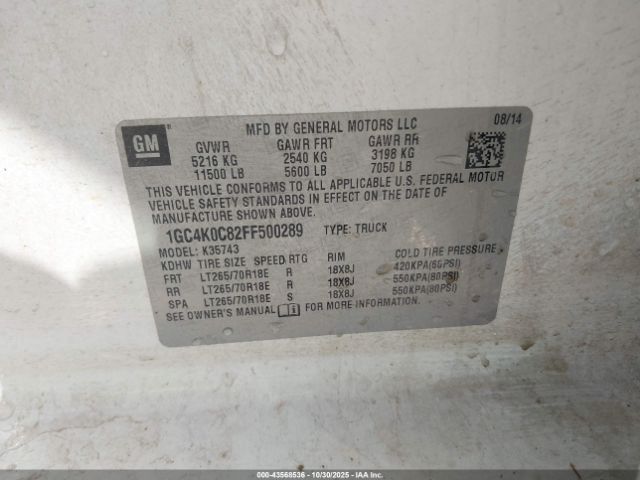 GM ®
MFD BY GENERAL MOTORS LLC
08/14
GVWR GAWR FRT GAWR RR
5216 KG 2540 KG 3198 KG
11500 LB 5600 LB 7050 LB
THIS VEHICLE CONFORMS TO ALL APPLICABLE U.S. FEDERAL MOTOR
VEHICLE SAFETY STANDARDS IN EFFECT ON THE DATE OF
MANUFACTURE SHOWN ABOVE.
1GC4K0C82FF500289 TYPE: TRUCK
MODEL: K35743
KDHW TIRE SIZE SPEED RTG RIM COLD TIRE PRESSURE
FRT LT265/70R18E R 18X8J 420KPA(60PSI)
RR LT265/70R18E R 18X8J 550KPA(80PSI)
SPA LT265/70R18E S 18X8J 550KPA(80PSI)
SEE OWNER'S MANUAL FOR MORE INFORMATION.
000-43568536 | 10/30/2025 | Copyright © IAA, LLC